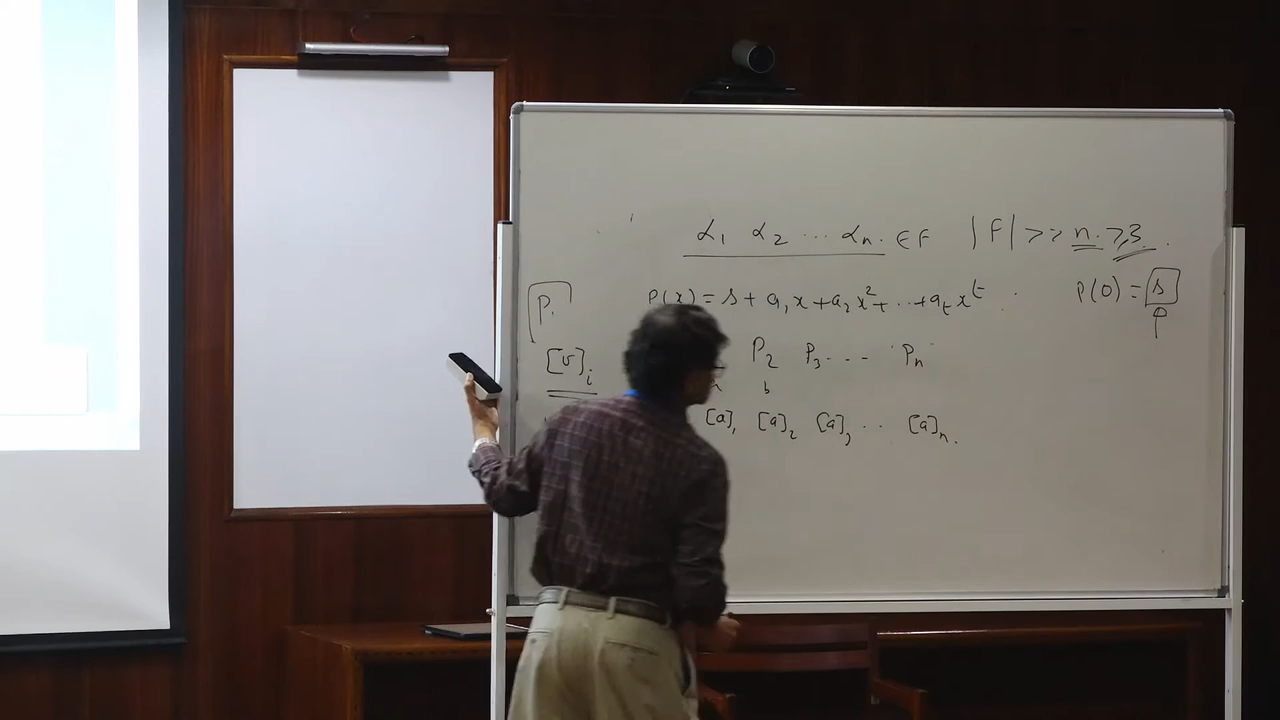 α₁ α₂ ... αₙ. ∈ F |F| >> n. ≥ 3.
P(x) = s + a₁x + a₂x² + ... + aₜxᵗ . P(0) = s
P₁
[v]ᵢ P₂ P₃ - - - Pₙ
b
[a]₁ [a]₂ [a]₃ .. [a]ₙ.